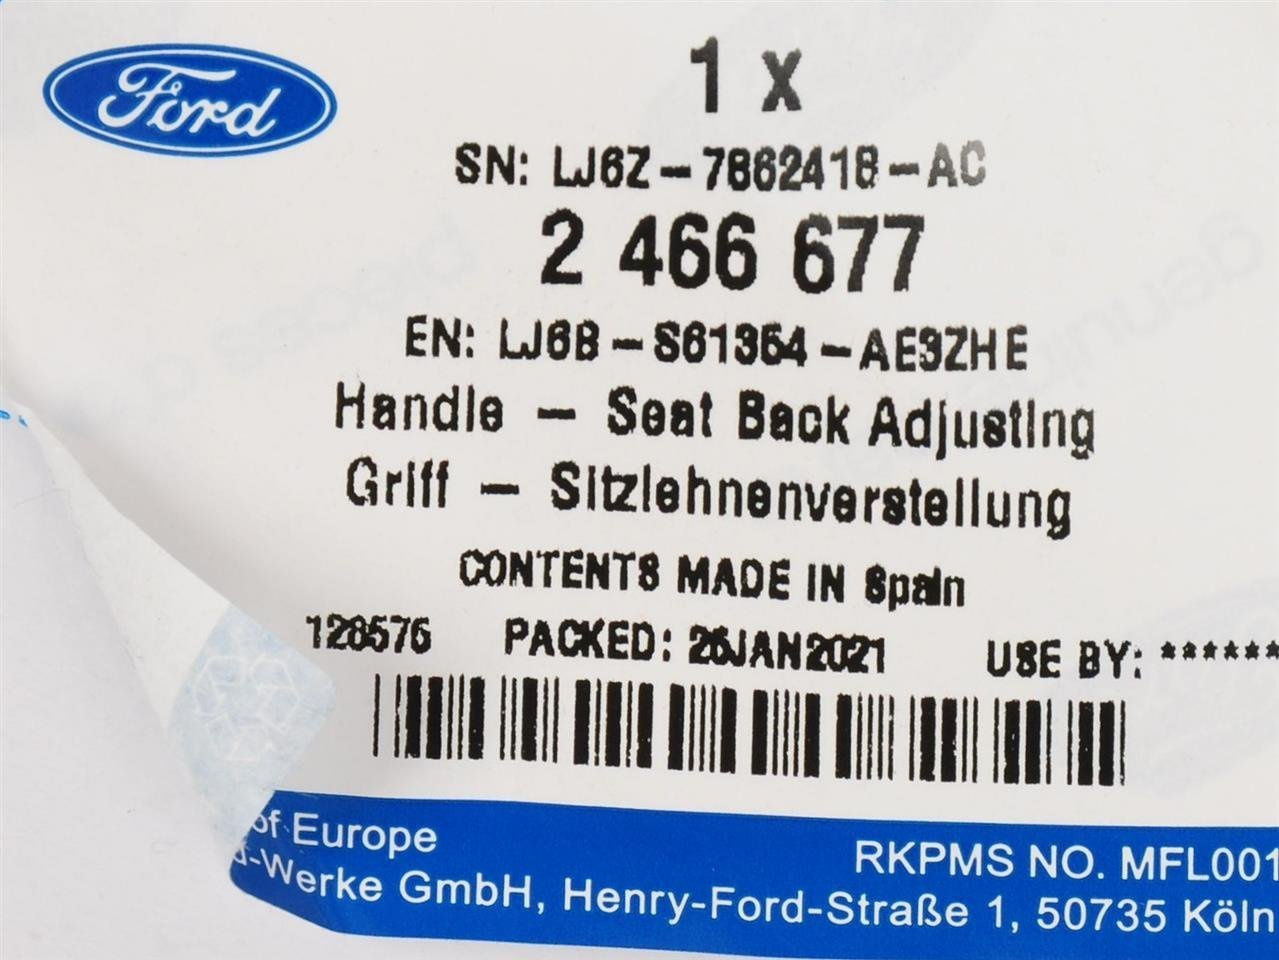 Ford
1 x
SN: LJ6Z-7862418-AC
2 466 677
EN: LJ6B-S61354-AE3ZHE
Handle - Seat Back Adjusting
Griff - Sitzlehnenverstellung
CONTENTS MADE IN Spain
128576 PACKED: 26JAN2021 USE BY: ******
of Europe
d-Werke GmbH, Henry-Ford-Straße 1, 50735 Köln
RKPMS NO. MFL001